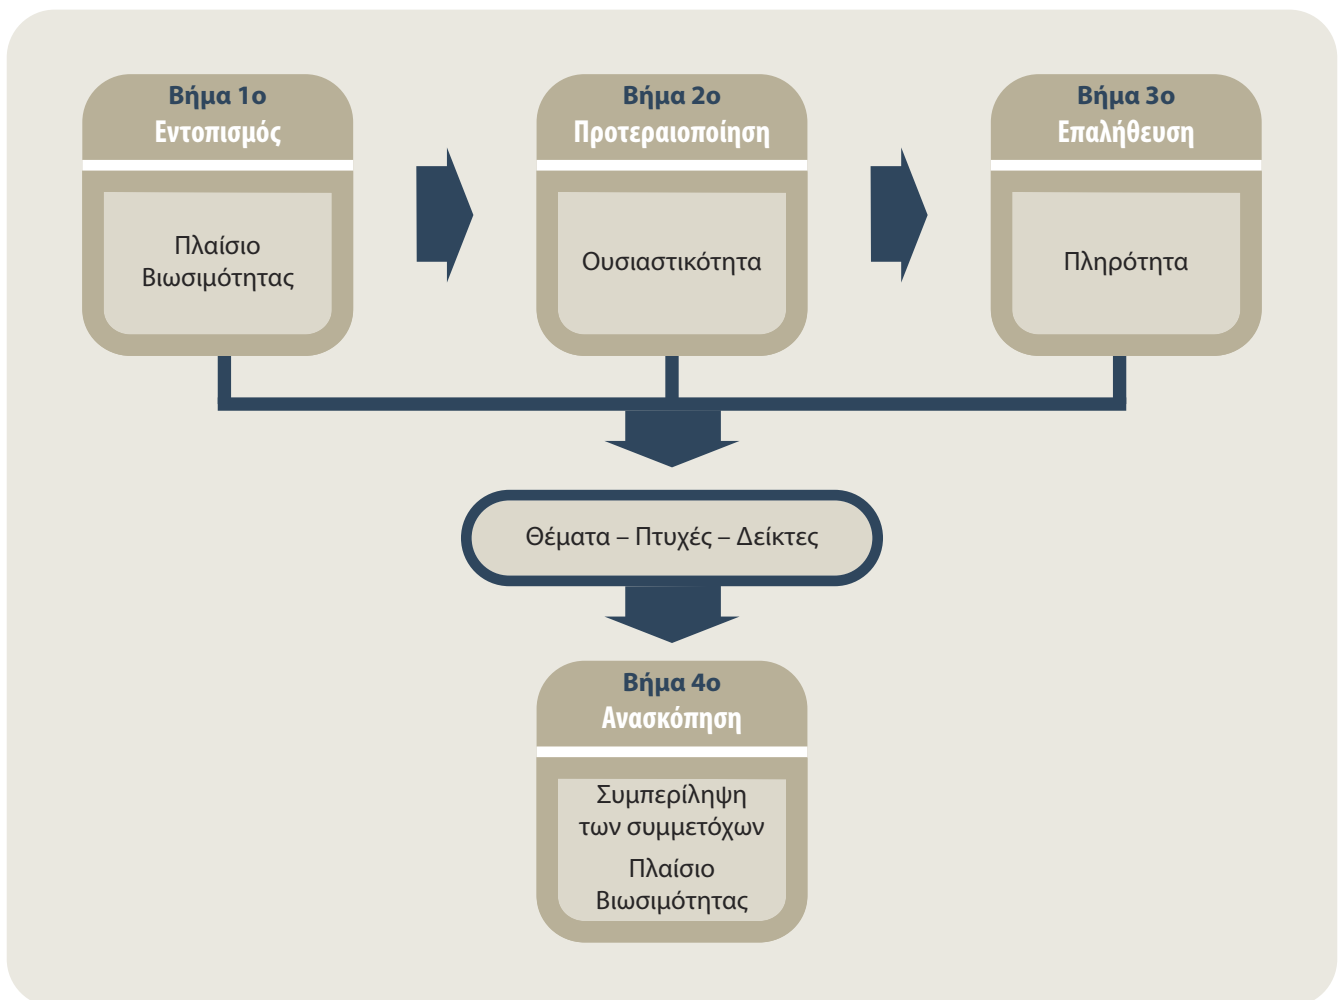 Βήμα 1ο
Εντοπισμός
Πλαίσιο
Βιωσιμότητας
Βήμα 2ο
Προτεραιοποίηση
Ουσιαστικότητα
Βήμα 3ο
Επαλήθευση
Πληρότητα
Θέματα – Πτυχές – Δείκτες
Βήμα 4ο
Ανασκόπηση
Συμπερίληψη
των συμμετόχων
Πλαίσιο
Βιωσιμότητας